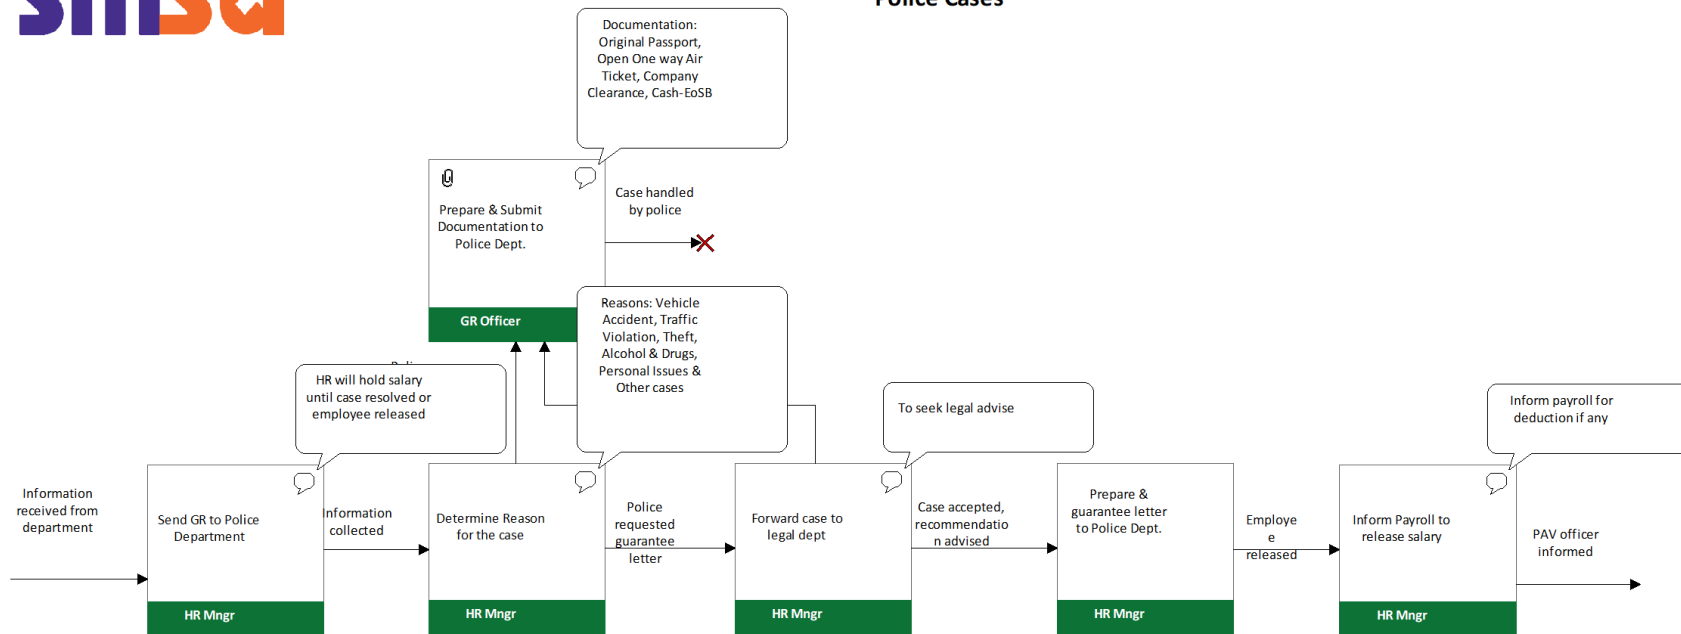 Police Cases
Documentation:
Original Passport,
Open One way Air
Ticket, Company
Clearance, Cash-EoSB
Prepare & Submit
Documentation to
Police Dept.
GR Officer
Case handled
by police
Reasons: Vehicle
Accident, Traffic
Violation, Theft,
Alcohol & Drugs,
Personal Issues &
Other cases
HR will hold salary
until case resolved or
employee released
To seek legal advise
Inform payroll for
deduction if any
Information
received from
department
Send GR to Police
Department
HR Mngr
Information
collected
Determine Reason
for the case
HR Mngr
Police
requested
guarantee
letter
Forward case to
legal dept
HR Mngr
Case accepted,
recommendatio
n advised
Prepare &
guarantee letter
to Police Dept.
HR Mngr
Employe
e
released
Inform Payroll to
release salary
HR Mngr
PAV officer
informed